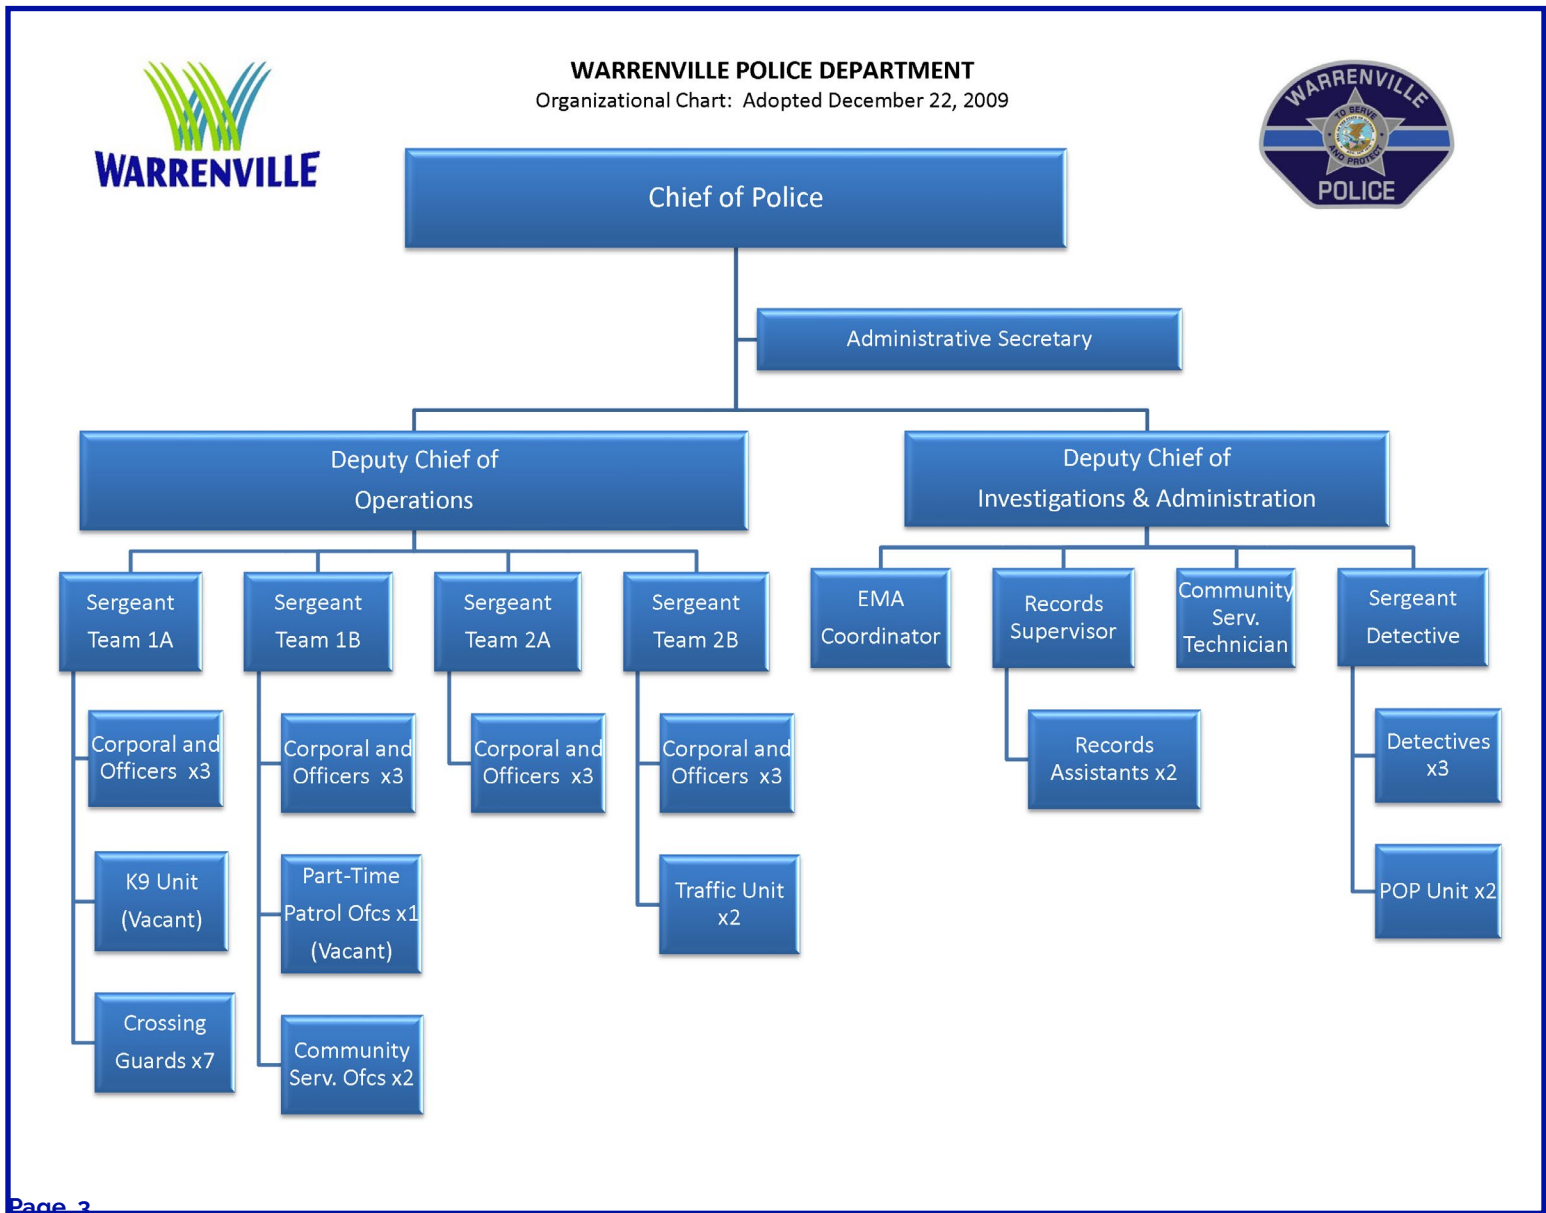 WARRENVILLE POLICE DEPARTMENT
Organizational Chart:  Adopted December 22, 2009
WARRENVILLE
WARRENVILLE
TO SERVE
AND PROTECT
POLICE
Chief of Police
Administrative Secretary
Deputy Chief of
Operations
Deputy Chief of
Investigations & Administration
Sergeant
Team 1A
Sergeant
Team 1B
Sergeant
Team 2A
Sergeant
Team 2B
EMA
Coordinator
Records
Supervisor
Community
Serv.
Technician
Sergeant
Detective
Corporal and
Officers  x3
Corporal and
Officers  x3
Corporal and
Officers  x3
Corporal and
Officers  x3
Records
Assistants x2
Detectives
x3
K9 Unit
(Vacant)
Part-Time
Patrol Ofcs x1
(Vacant)
Traffic Unit
x2
POP Unit x2
Crossing
Guards x7
Community
Serv. Ofcs x2
Page 3